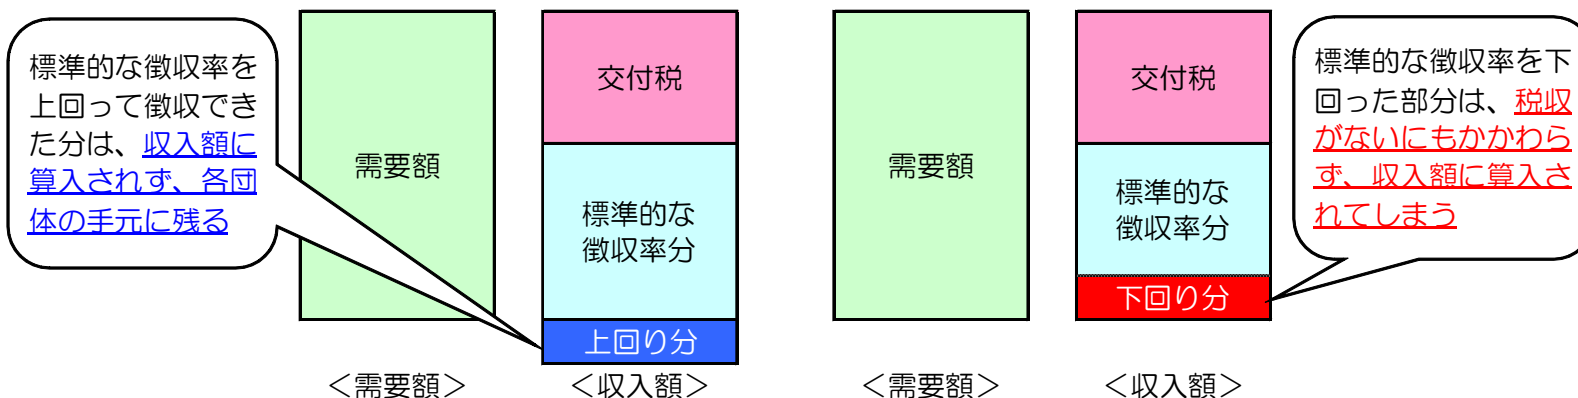 標準的な徴収率を
上回って徴収でき
た分は、収入額に
算入されず、各団
体の手元に残る
需要額
交付税
標準的な
徴収率分
上回り分
＜需要額＞
＜収入額＞
需要額
交付税
標準的な
徴収率分
下回り分
＜需要額＞
＜収入額＞
標準的な徴収率を下
回った部分は、税収
がないにもかかわら
ず、収入額に算入さ
れてしまう